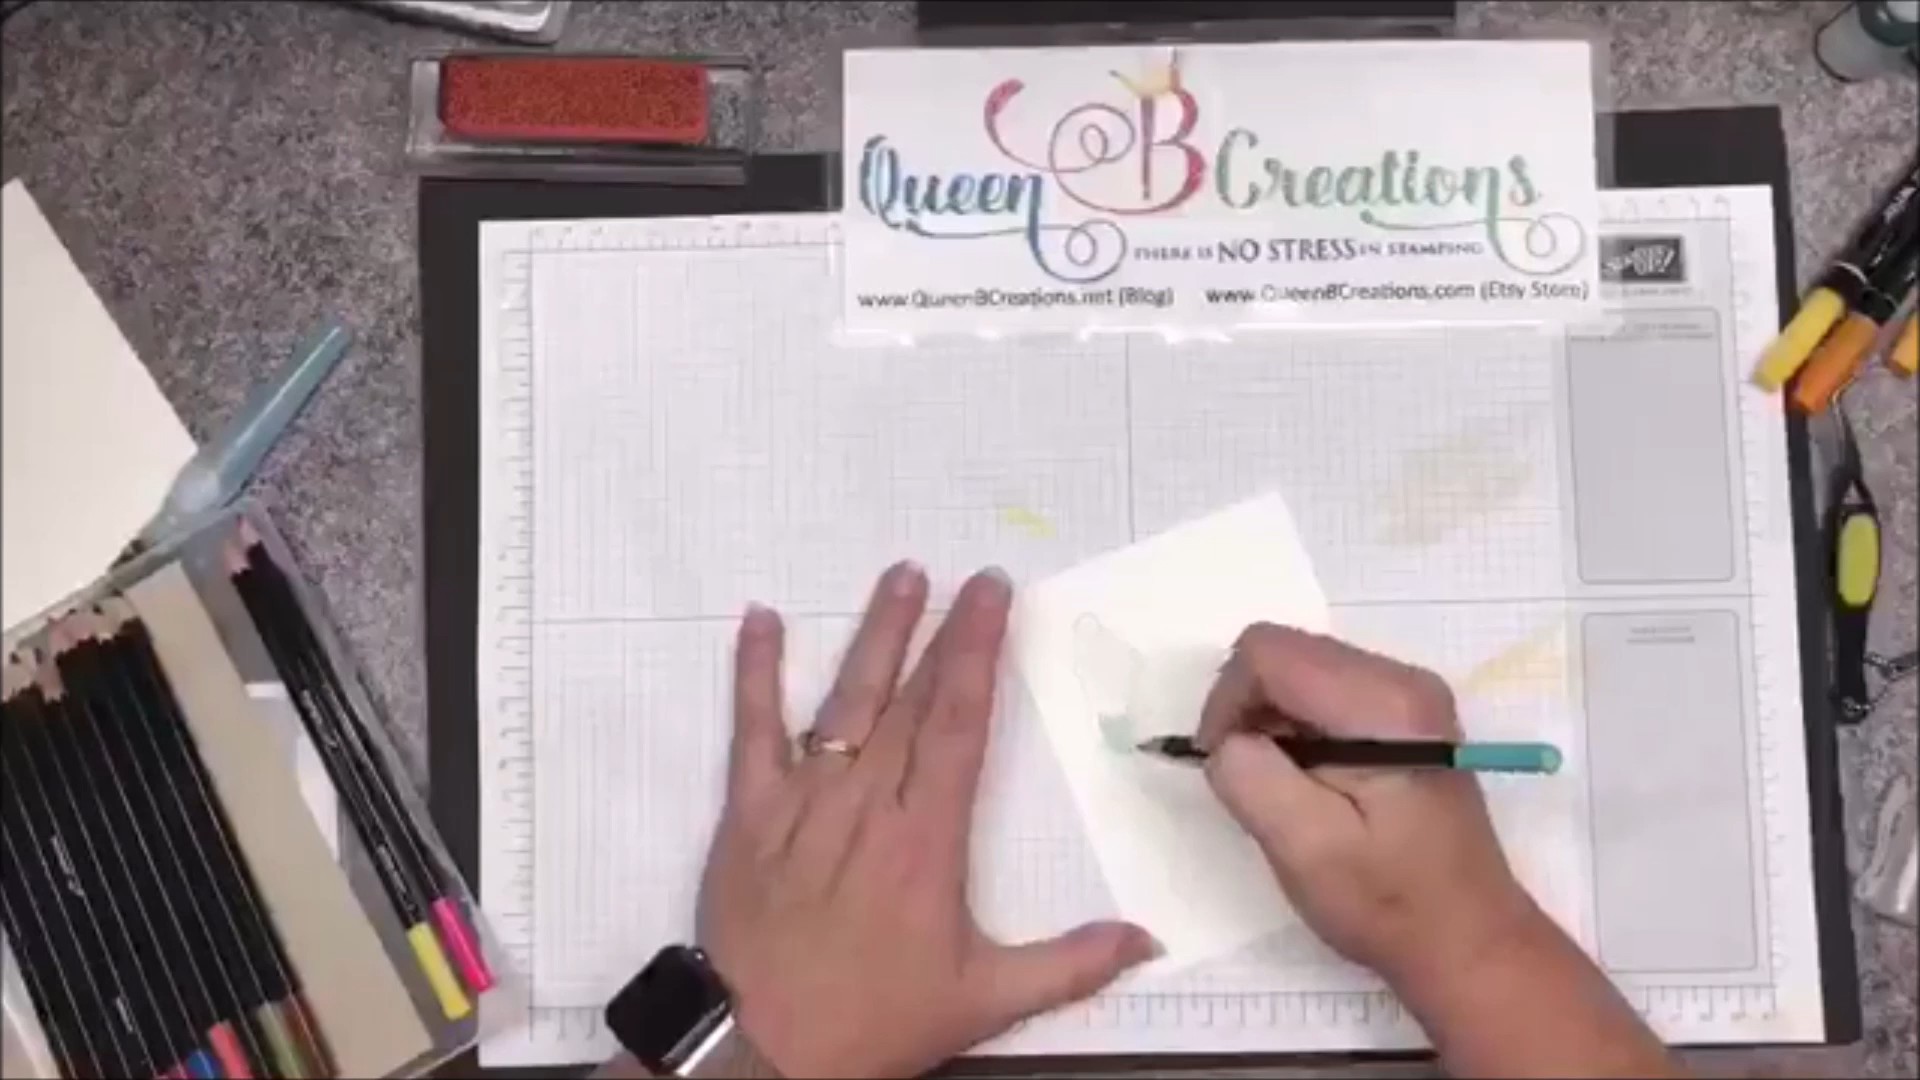 Queen B Creations
THERE IS NO STRESS IN STAMPING
www.QueenBCreations.net (Blog) www.QueenBCreations.com (Etsy Store)